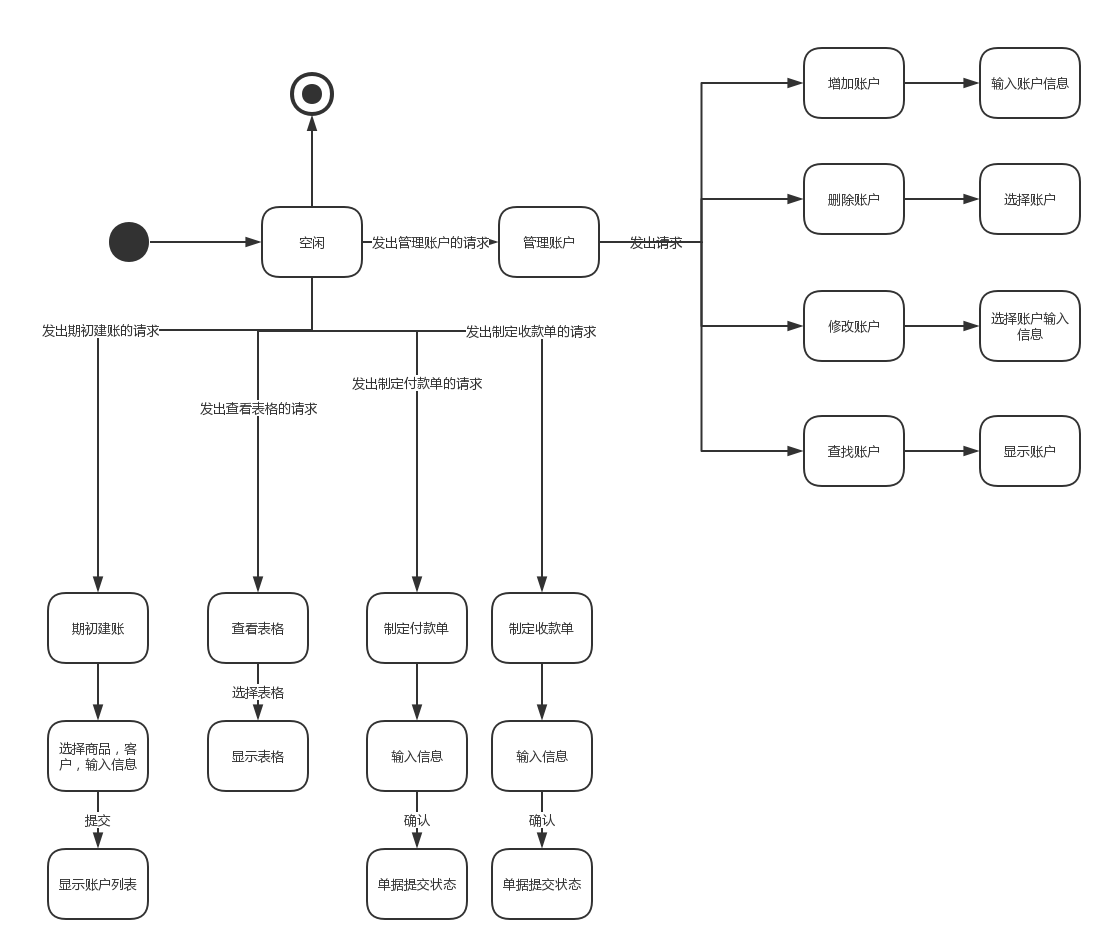 增加账户
输入账户信息
删除账户
选择账户
空闲
发出管理账户的请求
管理账户
发出请求
发出期初建账的请求
发出制定收款单的请求
修改账户
选择账户输入
信息
发出制定付款单的请求
发出查看表格的请求
查找账户
显示账户
期初建账
查看表格
制定付款单
制定收款单
选择表格
选择商品，客
户，输入信息
显示表格
输入信息
输入信息
提交
确认
确认
显示账户列表
单据提交状态
单据提交状态